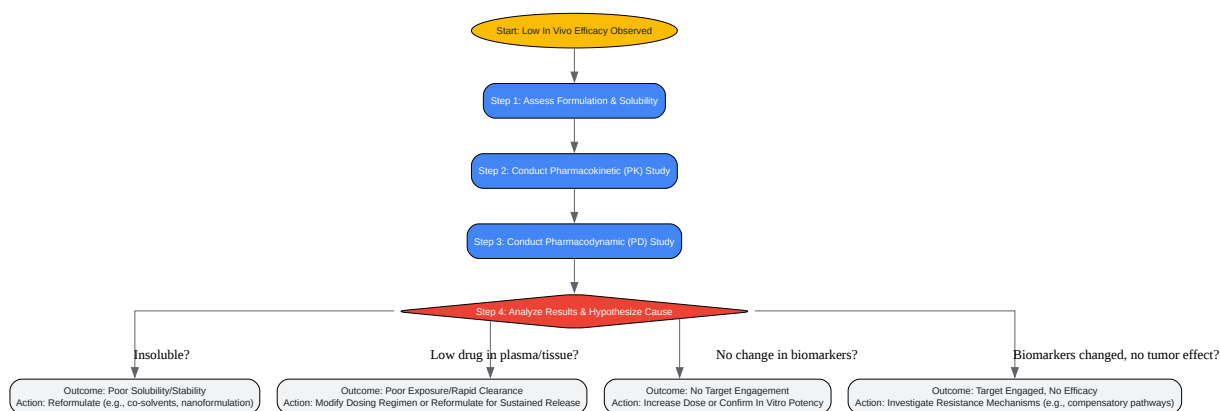 Start: Low In Vivo Efficacy Observed
Step 1: Assess Formulation & Solubility
Step 2: Conduct Pharmacokinetic (PK) Study
Step 3: Conduct Pharmacodynamic (PD) Study
Step 4: Analyze Results & Hypothesize Cause
Insoluble?
Low drug in plasma/tissue?
No change in biomarkers?
Biomarkers changed, no tumor effect?
Outcome: Poor Solubility/Stability
Action: Reformulate (e.g., co-solvents, nanoformulation)
Outcome: Poor Exposure/Rapid Clearance
Action: Modify Dosing Regimen or Reformulate for Sustained Release
Outcome: No Target Engagement
Action: Increase Dose or Confirm In Vitro Potency
Outcome: Target Engaged, No Efficacy
Action: Investigate Resistance Mechanisms (e.g., compensatory pathways)